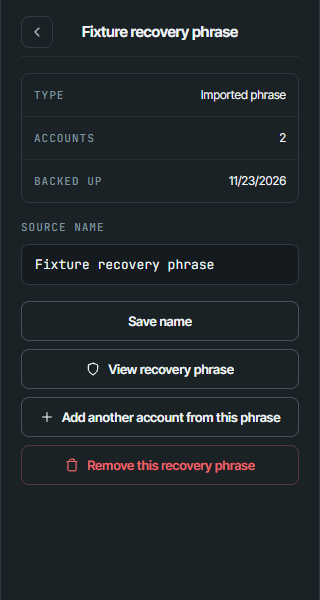 Fixture recovery phrase
TYPE Imported phrase
ACCOUNTS 2
BACKED UP 11/23/2026
SOURCE NAME
Fixture recovery phrase
Save name
View recovery phrase
Add another account from this phrase
Remove this recovery phrase